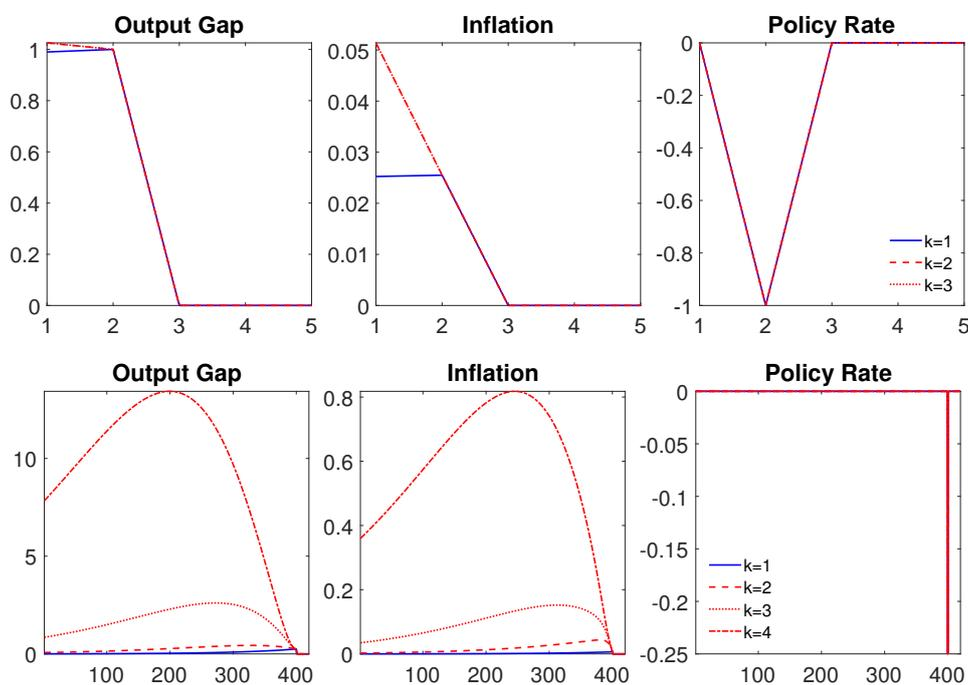 Output Gap Inflation Policy Rate
1 0.05 0
0.8 0.04 -0.2
0.6 0.03 -0.4
0.4 0.02 -0.6
0.2 0.01 -0.8
0 0 -1
k=1
k=2
k=3
1 2 3 4 5 1 2 3 4 5 1 2 3 4 5
Output Gap Inflation Policy Rate
10 0.8 0
5 0.6 -0.05
0 0.4 -0.1
0.2 -0.15
0 -0.2
-0.25
k=1
k=2
k=3
k=4
100 200 300 400 100 200 300 400 100 200 300 400